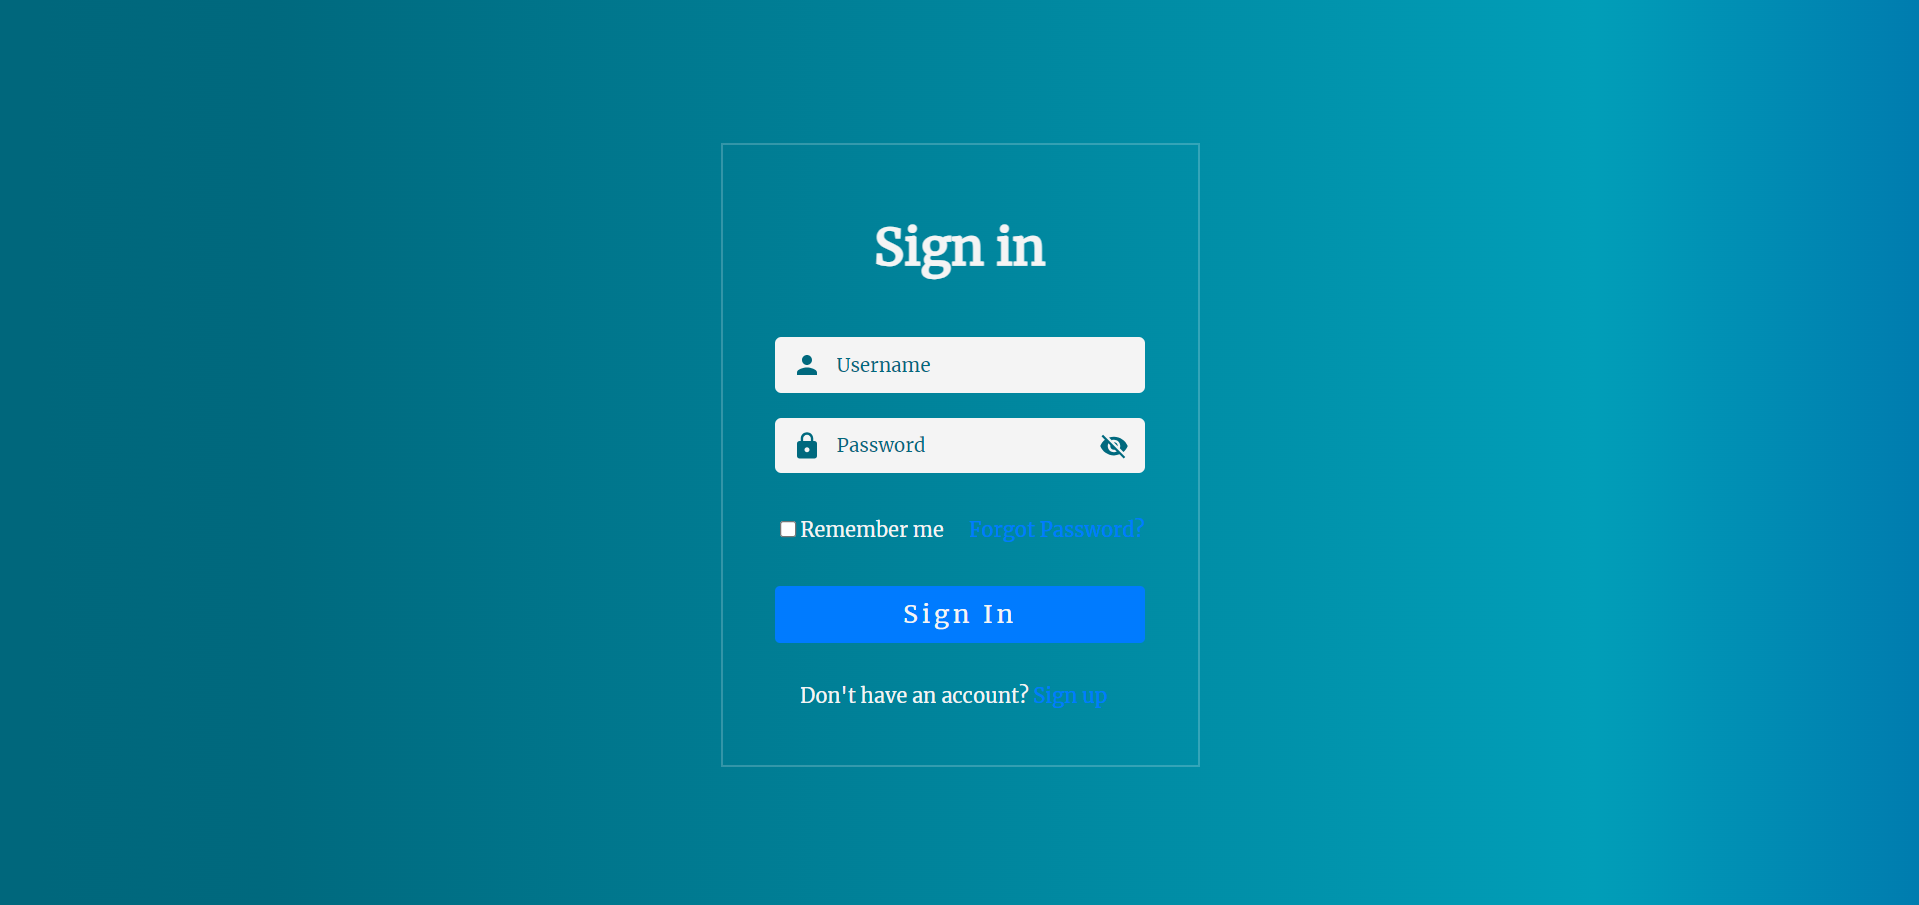 Sign in
Username
Password
Remember me Forgot Password?
Sign In
Don't have an account? Sign up